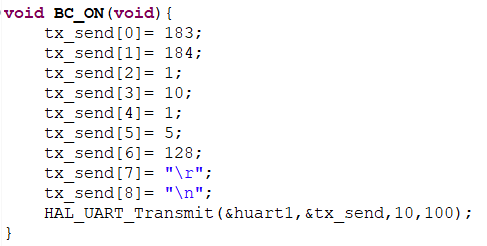 void BC_ON(void){
tx_send[0]= 183;
tx_send[1]= 184;
tx_send[2]= 1;
tx_send[3]= 10;
tx_send[4]= 1;
tx_send[5]= 5;
tx_send[6]= 128;
tx_send[7]= "\r";
tx_send[8]= "\n";
HAL_UART_Transmit(&huart1,&tx_send,10,100);
}